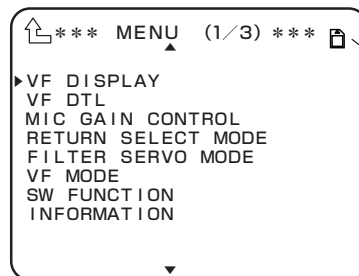 *** MENU (1/3) ***
VF DISPLAY
VF DTL
MIC GAIN CONTROL
RETURN SELECT MODE
FILTER SERVO MODE
VF MODE
SW FUNCTION
INFORMATION